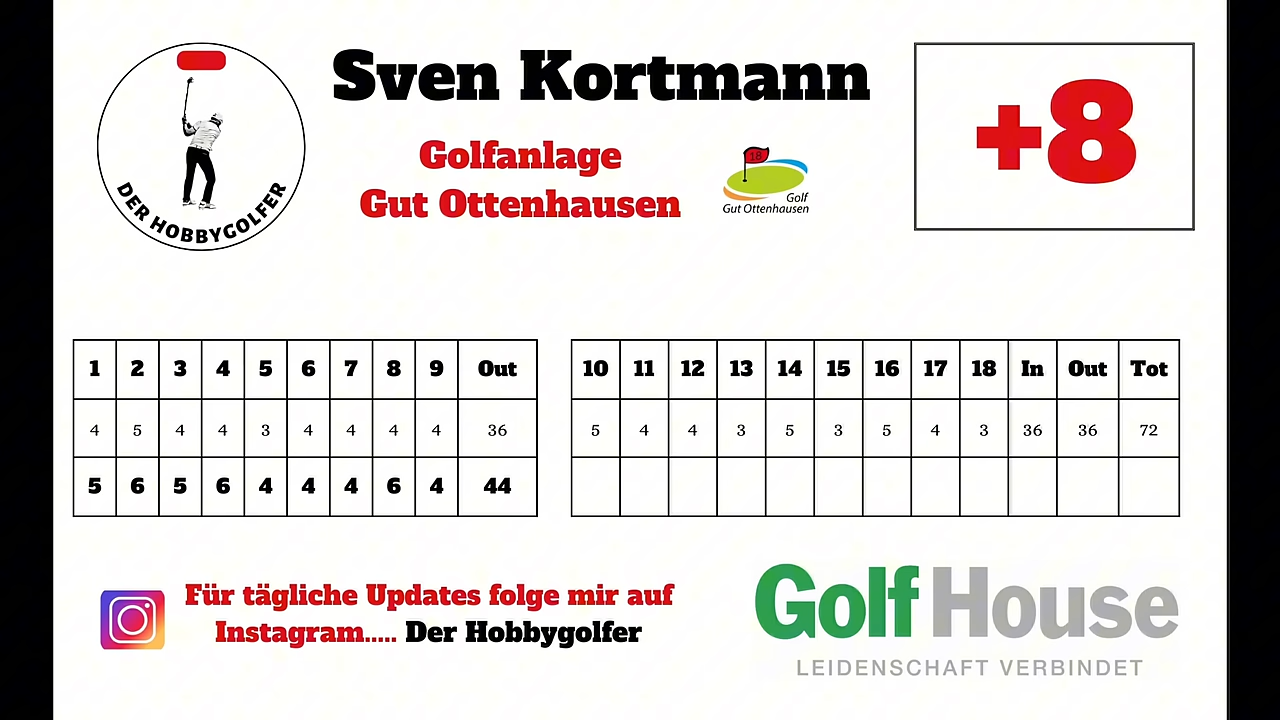 Sven Kortmann
Golfanlage
Gut Ottenhausen
18
Golf
Gut Ottenhausen
+8
DER HOBBYGOLFER
1 2 3 4 5 6 7 8 9 Out
4 5 4 4 3 4 4 4 4 36
5 6 5 6 4 4 4 6 4 44
10 11 12 13 14 15 16 17 18 In Out Tot
5 4 4 3 5 3 5 4 3 36 36 72
Für tägliche Updates folge mir auf
Instagram..... Der Hobbygolfer
Golf House
LEIDENSCHAFT VERBINDET